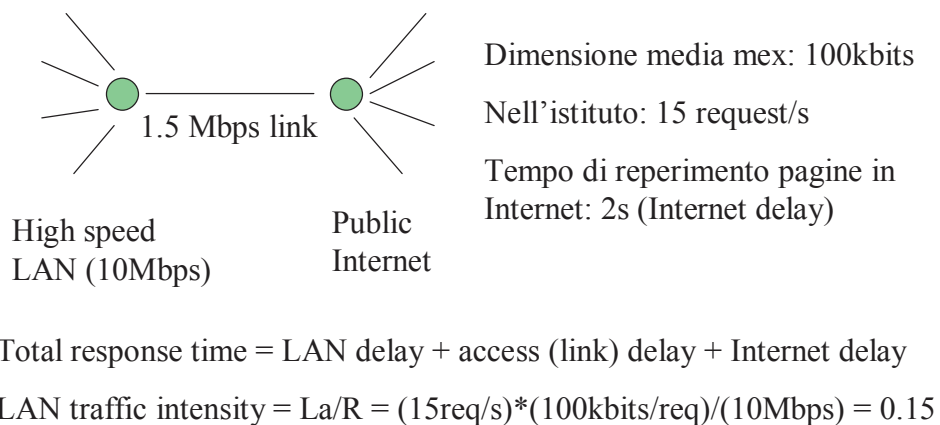 Dimensione media mex: 100kbits
1.5 Mbps link
Nell’istituto: 15 request/s
Tempo di reperimento pagine in
Internet: 2s (Internet delay)
High speed
LAN (10Mbps)
Public
Internet
Total response time = LAN delay + access (link) delay + Internet delay
LAN traffic intensity = La/R = (15req/s)*(100kbits/req)/(10Mbps) = 0.15